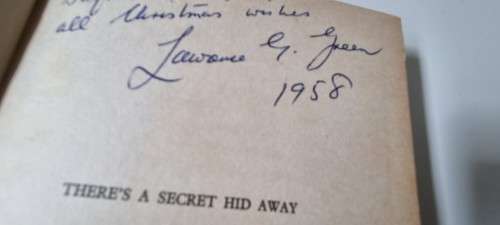 all Christmas wishes
Lawrence G. Green
1958
THERE'S A SECRET HID AWAY